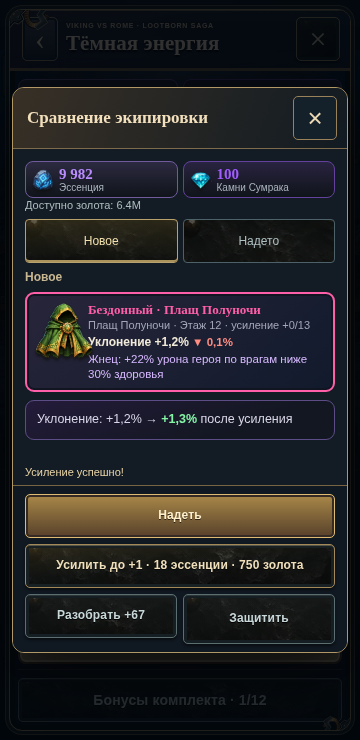 VIKING VS ROME · LOOTBORN SAGA
Тёмная энергия
Сравнение экипировки
9 982
Эссенция
100
Камни Сумрака
Доступно золота: 6.4M
Новое
Надето
Новое
Бездонный · Плащ Полуночи
Плащ Полуночи · Этап 12 · усиление +0/13
Уклонение +1,2% ▼ 0,1%
Жнец: +22% урона героя по врагам ниже
30% здоровья
Уклонение: +1,2% → +1,3% после усиления
Усиление успешно!
Надеть
Усилить до +1 · 18 эссенции · 750 золота
Разобрать +67
Защитить
Бонусы комплекта · 1/12